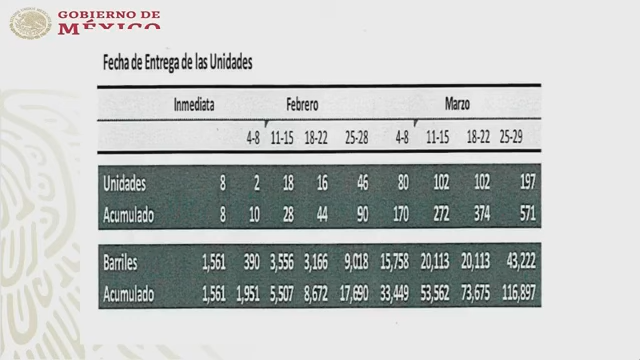 GOBIERNO DE
MÉXICO
Fecha de Entrega de las Unidades
Inmediata Febrero Marzo
4-8 11-15 18-22 25-28 4-8 11-15 18-22 25-29
Unidades 8 2 18 16 46 80 102 102 197
Acumulado 8 10 28 44 90 170 272 374 571
Barriles 1,561 390 3,556 3,166 9,018 15,758 20,113 20,113 43,222
Acumulado 1,561 1,951 5,507 8,672 17,690 33,449 53,562 73,675 116,897